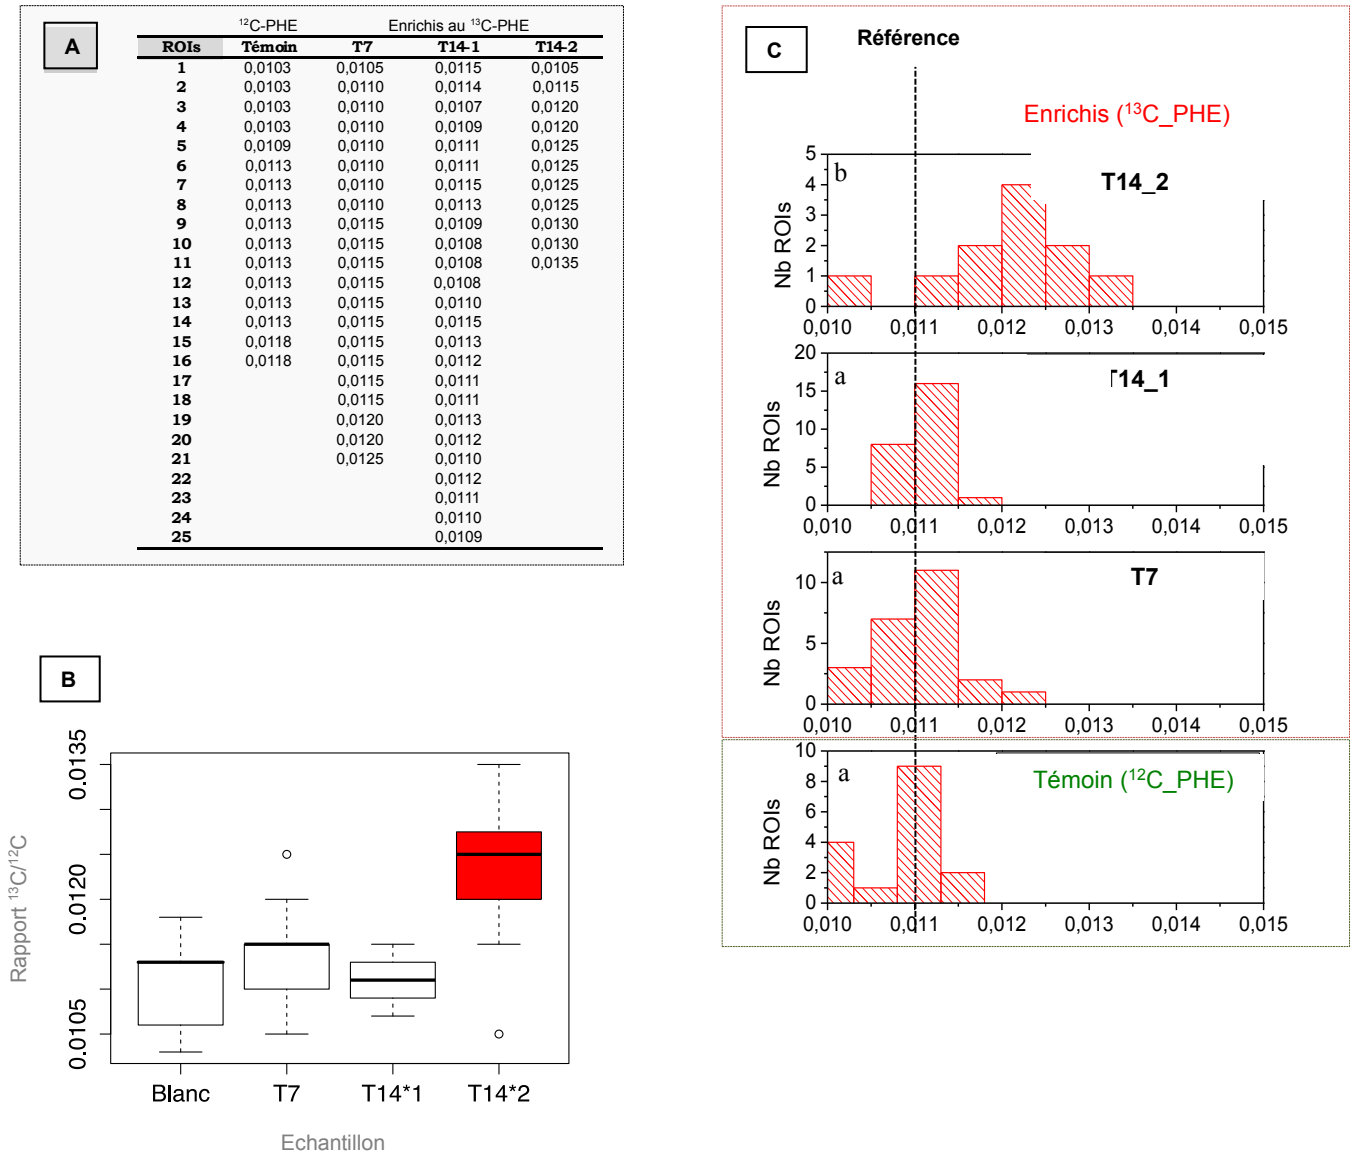 A
¹²C-PHE Enrichis au ¹³C-PHE
ROIs Témoin T7 T14-1 T14-2
1 0,0103 0,0105 0,0115 0,0105
2 0,0103 0,0110 0,0114 0,0115
3 0,0103 0,0110 0,0107 0,0120
4 0,0103 0,0110 0,0109 0,0120
5 0,0109 0,0110 0,0111 0,0125
6 0,0113 0,0110 0,0111 0,0125
7 0,0113 0,0110 0,0115 0,0125
8 0,0113 0,0110 0,0113 0,0125
9 0,0113 0,0115 0,0109 0,0130
10 0,0113 0,0115 0,0108 0,0130
11 0,0113 0,0115 0,0108 0,0135
12 0,0113 0,0115 0,0108
13 0,0113 0,0115 0,0110
14 0,0113 0,0115 0,0115
15 0,0118 0,0115 0,0113
16 0,0118 0,0115 0,0112
17 0,0115 0,0111
18 0,0115 0,0111
19 0,0120 0,0113
20 0,0120 0,0112
21 0,0125 0,0110
22 0,0112
23 0,0111
24 0,0110
25 0,0109
B
Rapport ¹³C/¹²C
0.0135
0.0120
0.0105
Blanc T7 T14*1 T14*2
Echantillon
C
Référence
Enrichis (¹³C_PHE)
b
T14_2
Nb ROIs
5
4
3
2
1
0
0,010 0,011 0,012 0,013 0,014 0,015
a
T14_1
Nb ROIs
20
15
10
5
0
0,010 0,011 0,012 0,013 0,014 0,015
a
T7
Nb ROIs
10
5
0
0,010 0,011 0,012 0,013 0,014 0,015
a
Témoin (¹²C_PHE)
Nb ROIs
10
8
6
4
2
0
0,010 0,011 0,012 0,013 0,014 0,015